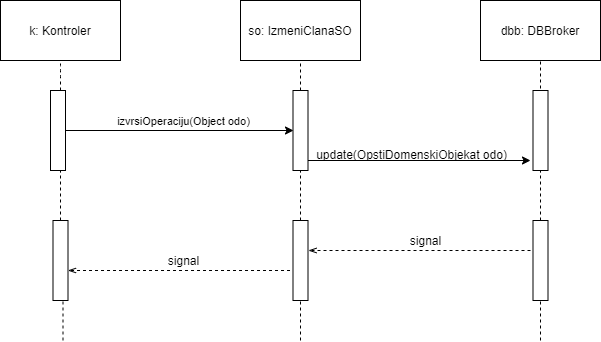 k: Kontroler
so: IzmeniClanaSO
dbb: DBBroker
izvrsiOperaciju(Object odo)
update(OpstiDomenskiObjekat odo)
signal
signal